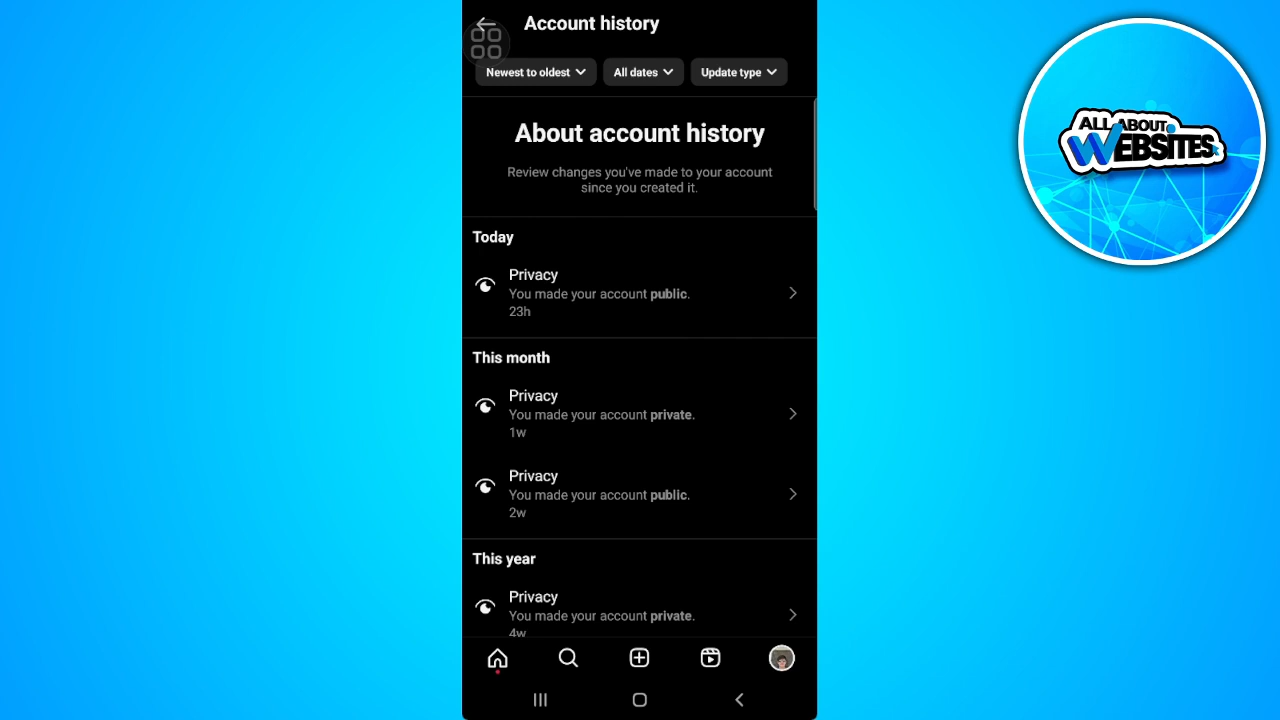 Account history
Newest to oldest
All dates
Update type
About account history
Review changes you've made to your account
since you created it.
Today
Privacy
You made your account public.
23h
This month
Privacy
You made your account private.
1w
Privacy
You made your account public.
2w
This year
Privacy
You made your account private.
4w
ALL ABOUT
WEBSITES